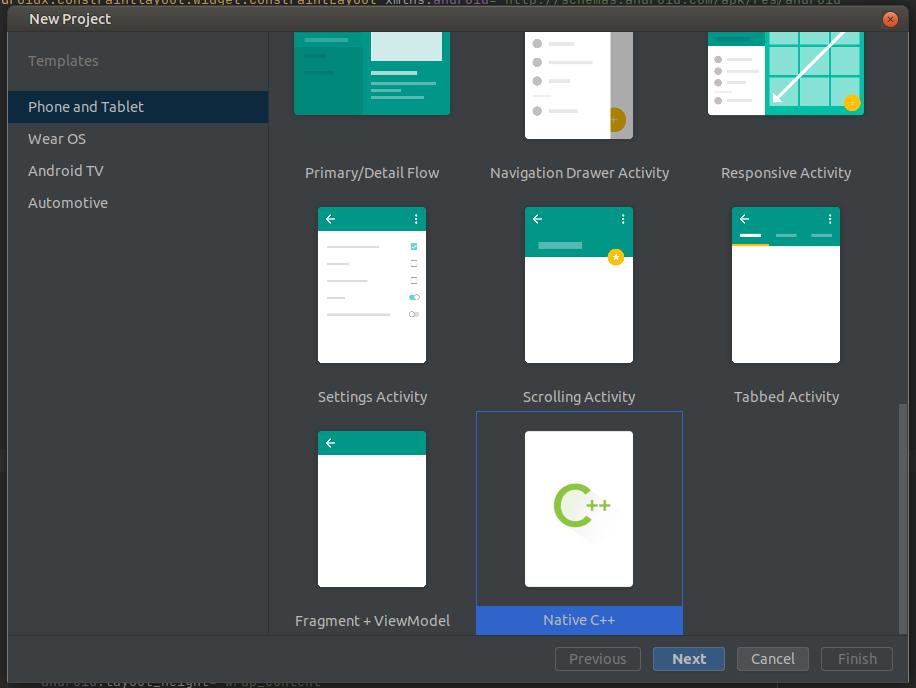 droidx.constraintlayout.widget.ConstraintLayout xmlns:android="http://schemas.android.com/apk/res/android
New Project
Templates
Phone and Tablet
Wear OS
Android TV
Automotive
Primary/Detail Flow
Navigation Drawer Activity
Responsive Activity
Settings Activity
Scrolling Activity
Tabbed Activity
C++
Fragment + ViewModel
Native C++
Previous
Next
Cancel
Finish
android:layout_height="wrap_content"